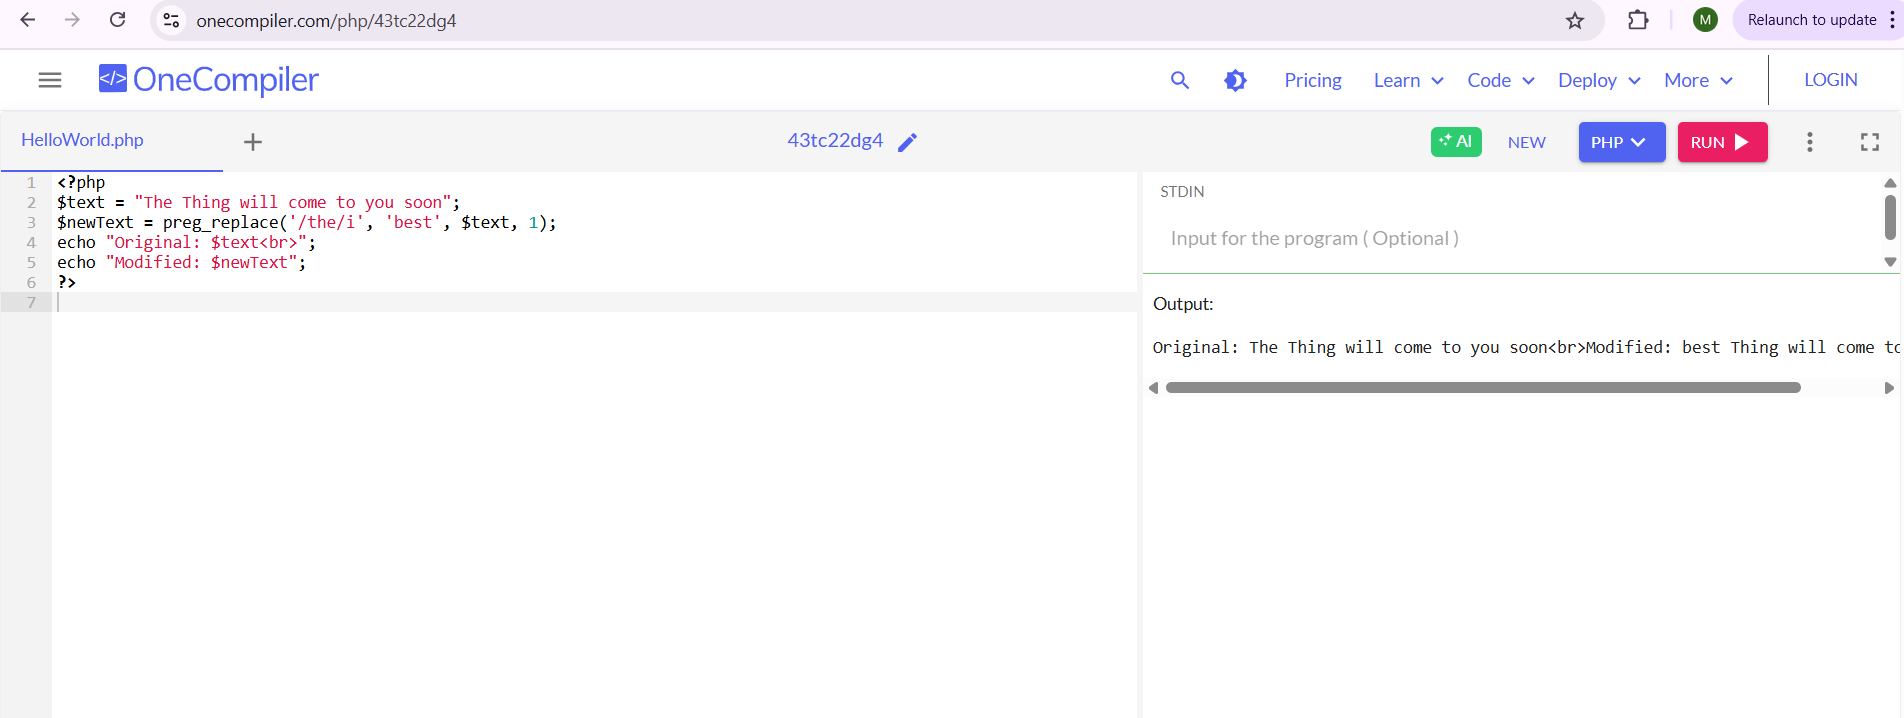 onecompiler.com/php/43tc22dg4
M
Relaunch to update
</> OneCompiler
Pricing
Learn
Code
Deploy
More
LOGIN
HelloWorld.php
+
43tc22dg4
AI
NEW
PHP
RUN
1 <?php
2 $text = "The Thing will come to you soon";
3 $newText = preg_replace('/the/i', 'best', $text, 1);
4 echo "Original: $text<br>";
5 echo "Modified: $newText";
6 ?>
7
STDIN
Input for the program ( Optional )
Output:
Original: The Thing will come to you soon<br>Modified: best Thing will come to